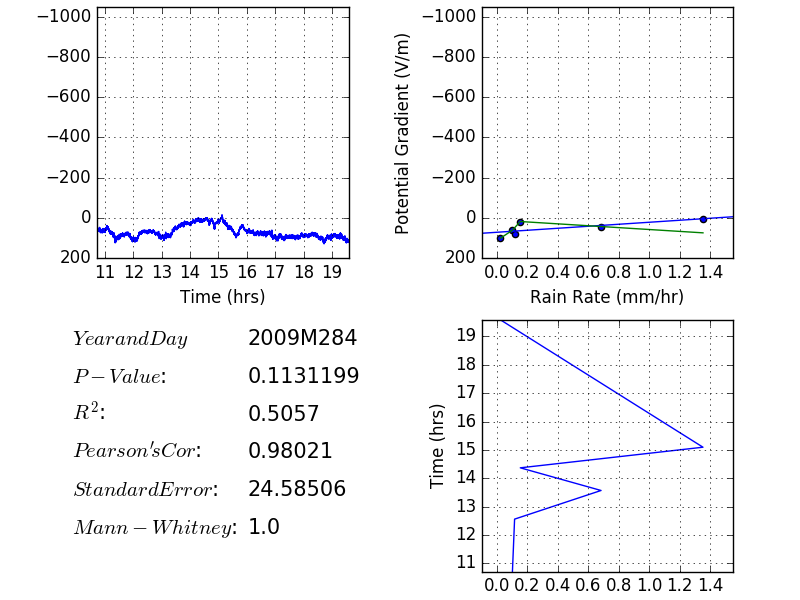 −1000
−800
−600
−400
−200
0
200
11 12 13 14 15 16 17 18 19
Time (hrs)
Potential Gradient (V/m)
−1000
−800
−600
−400
−200
0
200
0.0 0.2 0.4 0.6 0.8 1.0 1.2 1.4
Rain Rate (mm/hr)
YearandDay 2009M284
P−Value: 0.1131199
R²: 0.5057
Pearson'sCor: 0.98021
StandardError: 24.58506
Mann−Whitney: 1.0
Time (hrs)
19
18
17
16
15
14
13
12
11
0.0 0.2 0.4 0.6 0.8 1.0 1.2 1.4